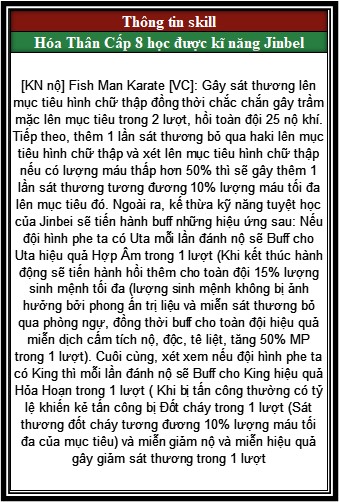 Thông tin skill
Hóa Thân Cấp 8 học được kĩ năng Jinbel
[KN nộ] Fish Man Karate [VC]: Gây sát thương lên
mục tiêu hình chữ thập đồng thời chắc chắn gây trầm
mặc lên mục tiêu trong 2 lượt, hồi toàn đội 25 nộ khí.
Tiếp theo, thêm 1 lần sát thương bỏ qua haki lên mục
tiêu hình chữ thập và xét lên mục tiêu hình chữ thập
nếu có lượng máu thấp hơn 50% thì sẽ gây thêm 1
lần sát thương tương đương 10% lượng máu tối đa
lên mục tiêu đó. Ngoài ra, kế thừa kỹ năng tuyệt học
của Jinbei sẽ tiến hành buff những hiệu ứng sau: Nếu
đội hình phe ta có Uta mỗi lần đánh nộ sẽ Buff cho
Uta hiệu quả Hợp Âm trong 1 lượt (Khi kết thúc hành
động sẽ tiến hành hồi thêm cho toàn đội 15% lượng
sinh mệnh tối đa (lượng sinh mệnh không bị ảnh
hưởng bởi phong ấn trị liệu và miễn sát thương bỏ
qua phòng ngự, đồng thời buff cho toàn đội hiệu quả
miễn dịch cấm tích nộ, độc, tê liệt, tăng 50% MP
trong 1 lượt). Cuối cùng, xét xem nếu đội hình phe ta
có King thì mỗi lần đánh nộ sẽ Buff cho King hiệu quả
Hỏa Hoạn trong 1 lượt ( Khi bị tấn công thường có tỷ
lệ khiến kẻ tấn công bị Đốt cháy trong 1 lượt (Sát
thương đốt cháy tương đương 10% lượng máu tối
đa của mục tiêu) và miễn giảm nộ và miễn hiệu quả
gây giảm sát thương trong 1 lượt